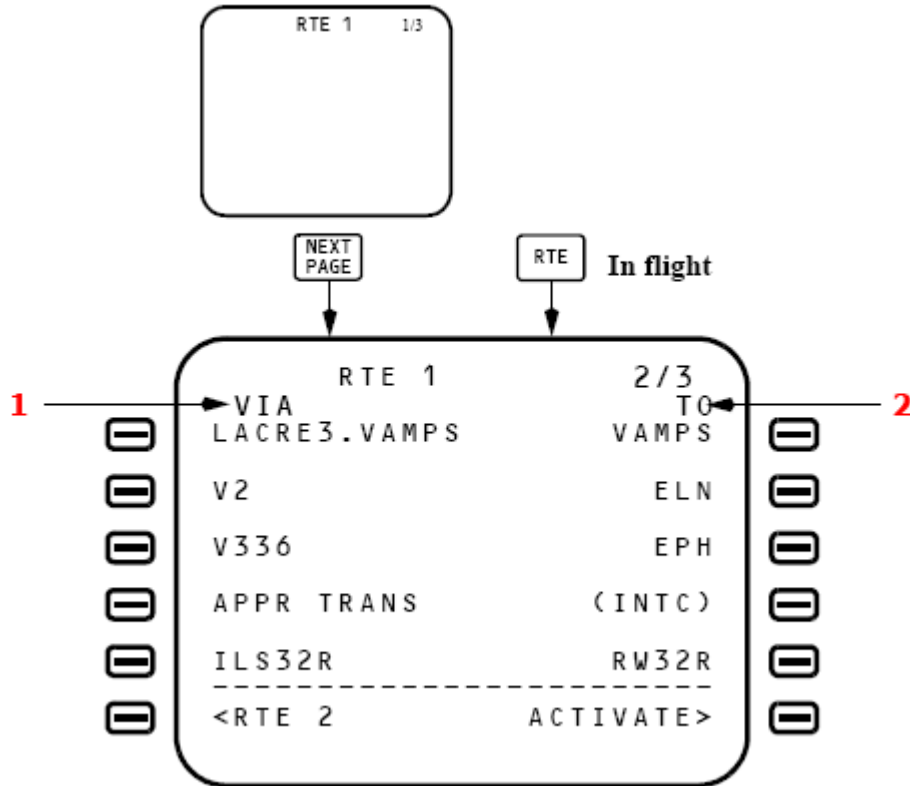 RTE 1 1/3
NEXT
PAGE
RTE In flight
RTE 1 2/3
1 VIA TO 2
LACRE3.VAMPS VAMPS
V2 ELN
V336 EPH
APPR TRANS (INTC)
ILS32R RW32R
<RTE 2 ACTIVATE>